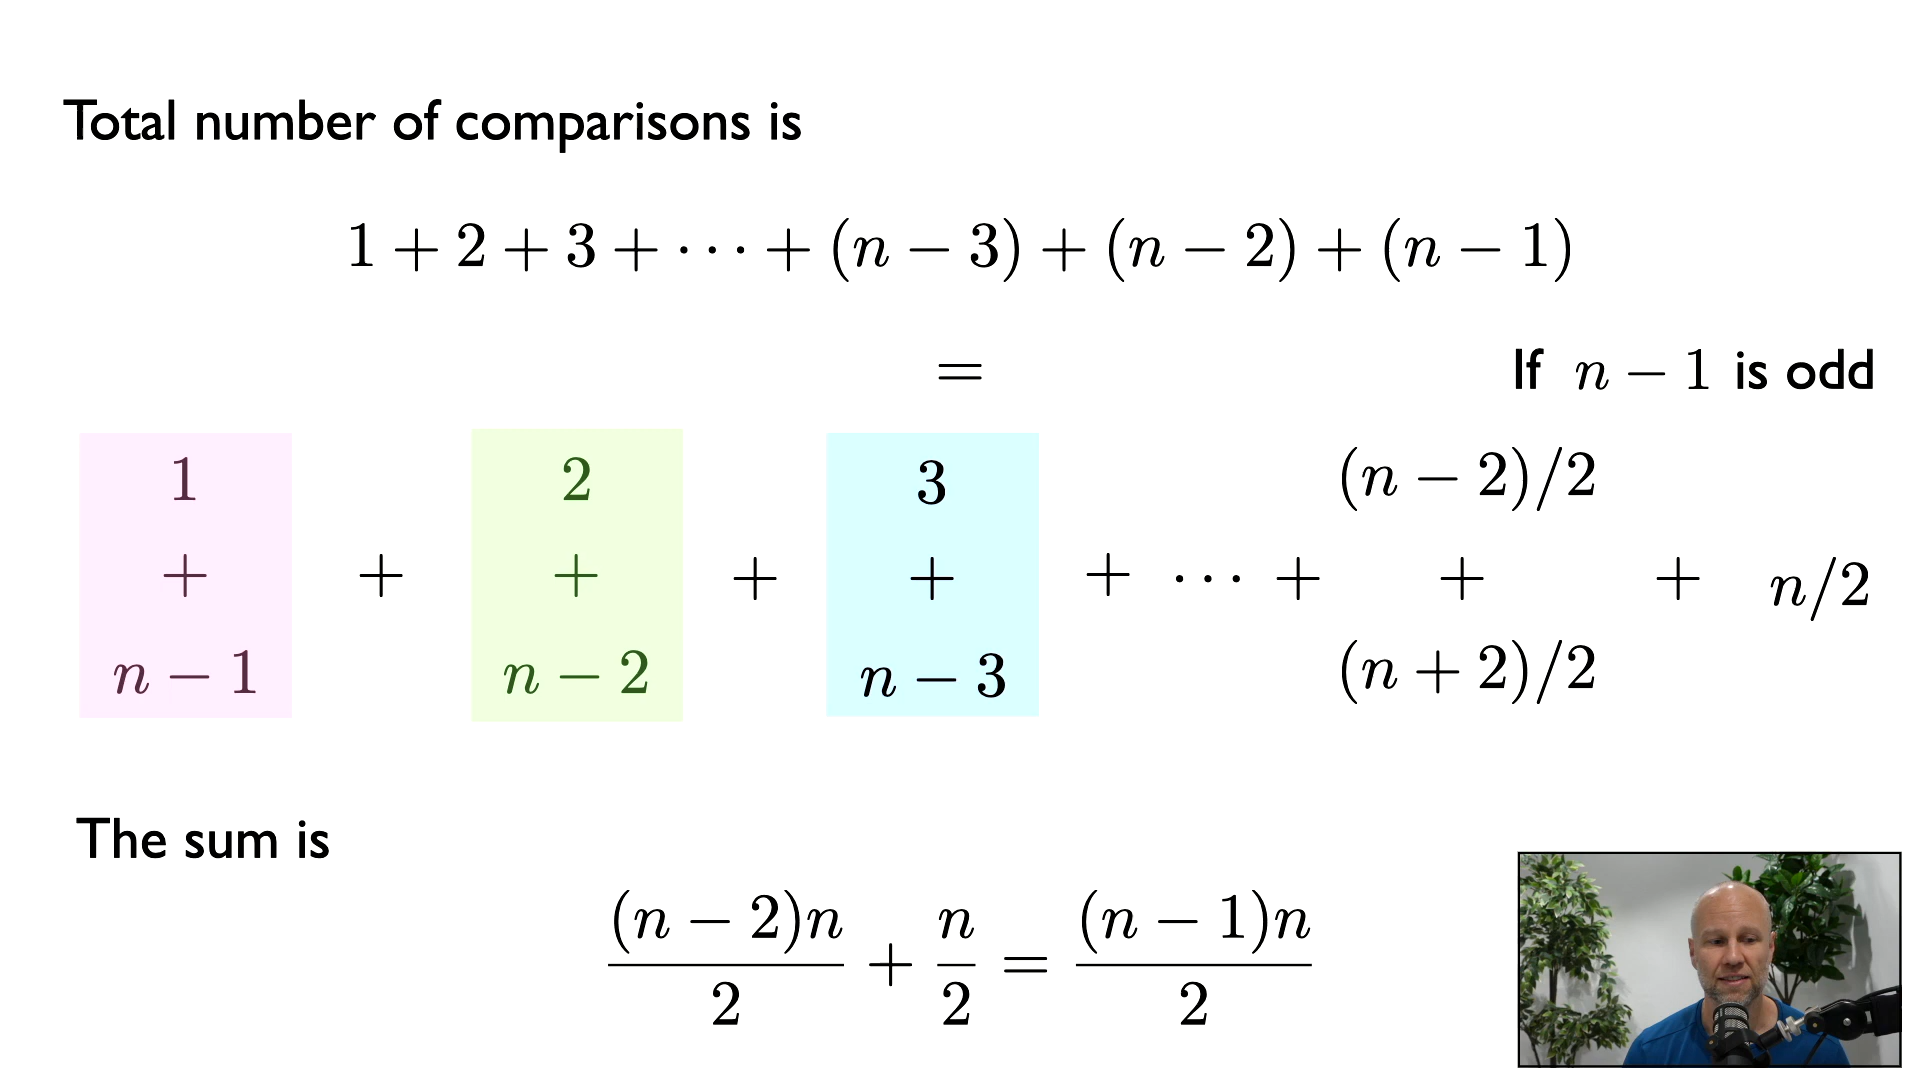 Total number of comparisons is
1 + 2 + 3 + ··· + (n − 3) + (n − 2) + (n − 1)
= If n − 1 is odd
1 2 3 (n − 2)/2
+ + + + + + ··· + + + n/2
n − 1 n − 2 n − 3 (n + 2)/2
The sum is
(n − 2)n/2 + n/2 = (n − 1)n/2